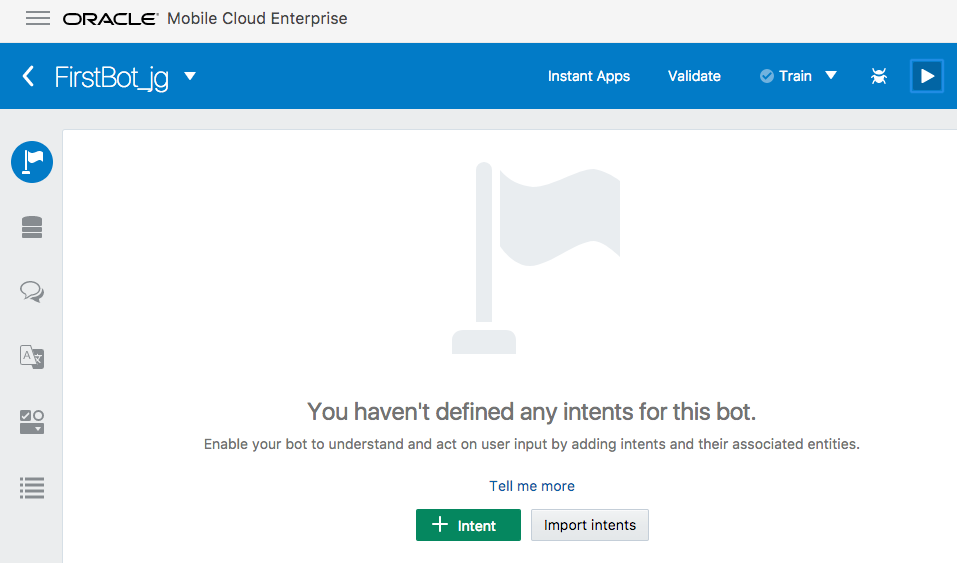 ORACLE® Mobile Cloud Enterprise
FirstBot_jg
Instant Apps
Validate
Train
A 文
You haven't defined any intents for this bot.
Enable your bot to understand and act on user input by adding intents and their associated entities.
Tell me more
+ Intent
Import intents